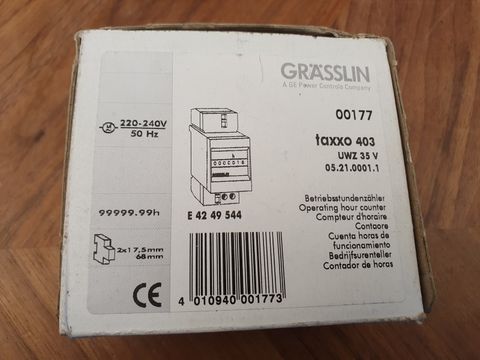 GRÄSSLIN
A GE Power Controls Company
00177
taxxo 403
UWZ 35 V
05.21.0001.1
220-240V
50 Hz
99999.99h
2x17,5mm
68mm
GRÄSSLIN
h
E 42 49 544
Betriebsstundenzähler
Operating hour counter
Compteur d'horaire
Contaore
Cuenta horas de
funcionamiento
Bedrijfsurenteller
Contador de horas
CE
4 010940 001773